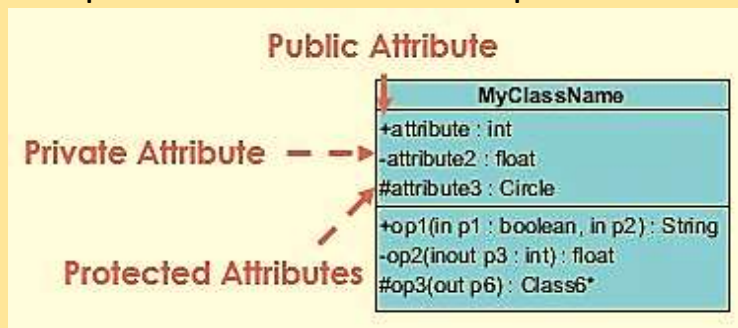 Public Attribute
MyClassName
+attribute : int
Private Attribute
-attribute2 : float
#attribute3 : Circle
+op1(in p1 : boolean, in p2) : String
-op2(inout p3 : int) : float
Protected Attributes
#op3(out p6) : Class6*